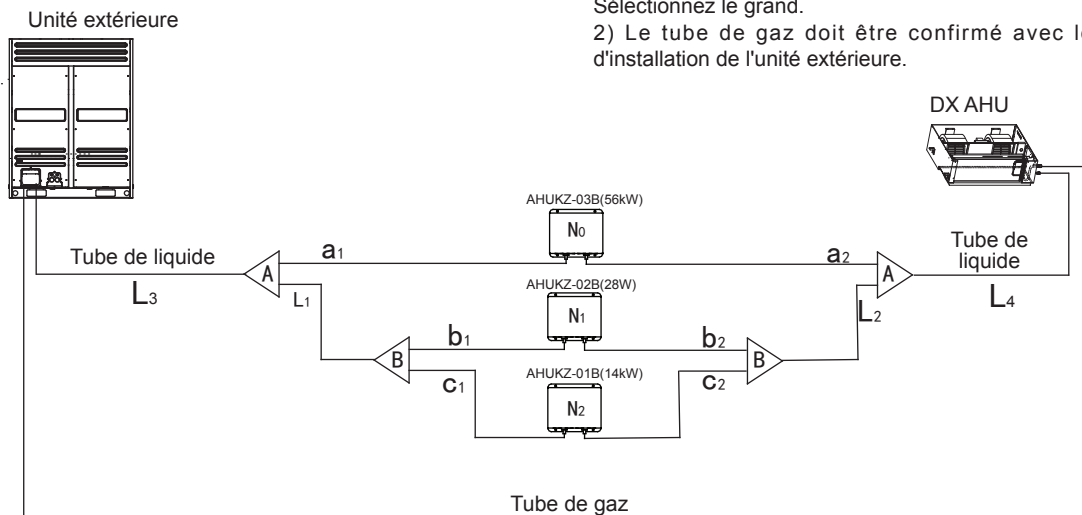 Sélectionnez le grand.
2) Le tube de gaz doit être confirmé avec
d'installation de l'unité extérieure.
Unité extérieure
DX AHU
AHUKZ-03B(56kW)
N0
Tube de liquide
L3
A
a1
a2
A
Tube de
liquide
L4
L1
AHUKZ-02B(28W)
N1
L2
B
b1
b2
B
c1
AHUKZ-01B(14kW)
N2
c2
Tube de gaz